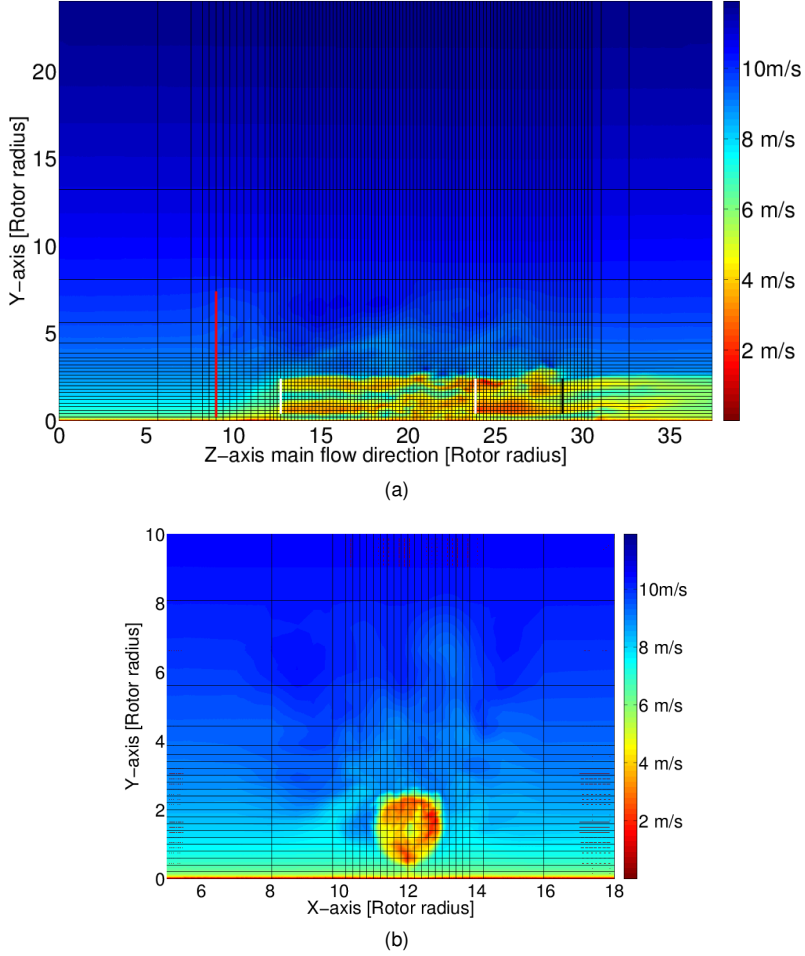 20
15
10
5
0
Y−axis [Rotor radius]
0 5 10 15 20 25 30 35
Z−axis main flow direction [Rotor radius]
10m/s
8 m/s
6 m/s
4 m/s
2 m/s
(a)
10
8
6
4
2
0
Y−axis [Rotor radius]
6 8 10 12 14 16 18
X−axis [Rotor radius]
10m/s
8 m/s
6 m/s
4 m/s
2 m/s
(b)